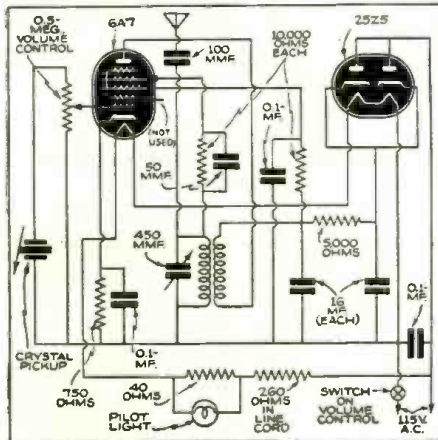 0.5-
MEG.
VOLUME
CONTROL
6A7
100
MMF.
10,000
OHMS
EACH
25Z5
(NOT
USED)
0.1-
MF.
50
MMF.
450
MMF.
5,000
OHMS
16
MF.
(EACH)
0.1-
MF.
CRYSTAL
PICKUP
750
OHMS
0.1-
MF.
40
OHMS
PILOT
LIGHT
260
OHMS
IN
LINE
CORD
SWITCH
ON
VOLUME
CONTROL
115V.
A.C.